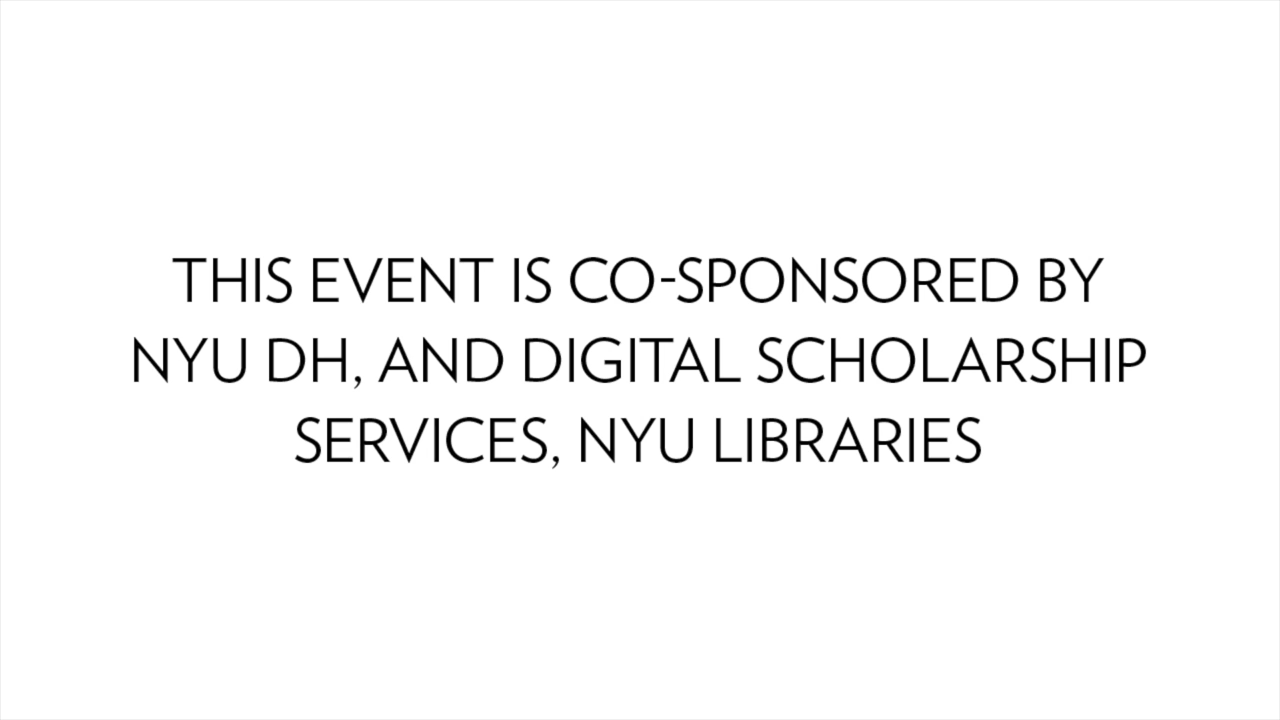 THIS EVENT IS CO-SPONSORED BY
NYU DH, AND DIGITAL SCHOLARSHIP
SERVICES, NYU LIBRARIES